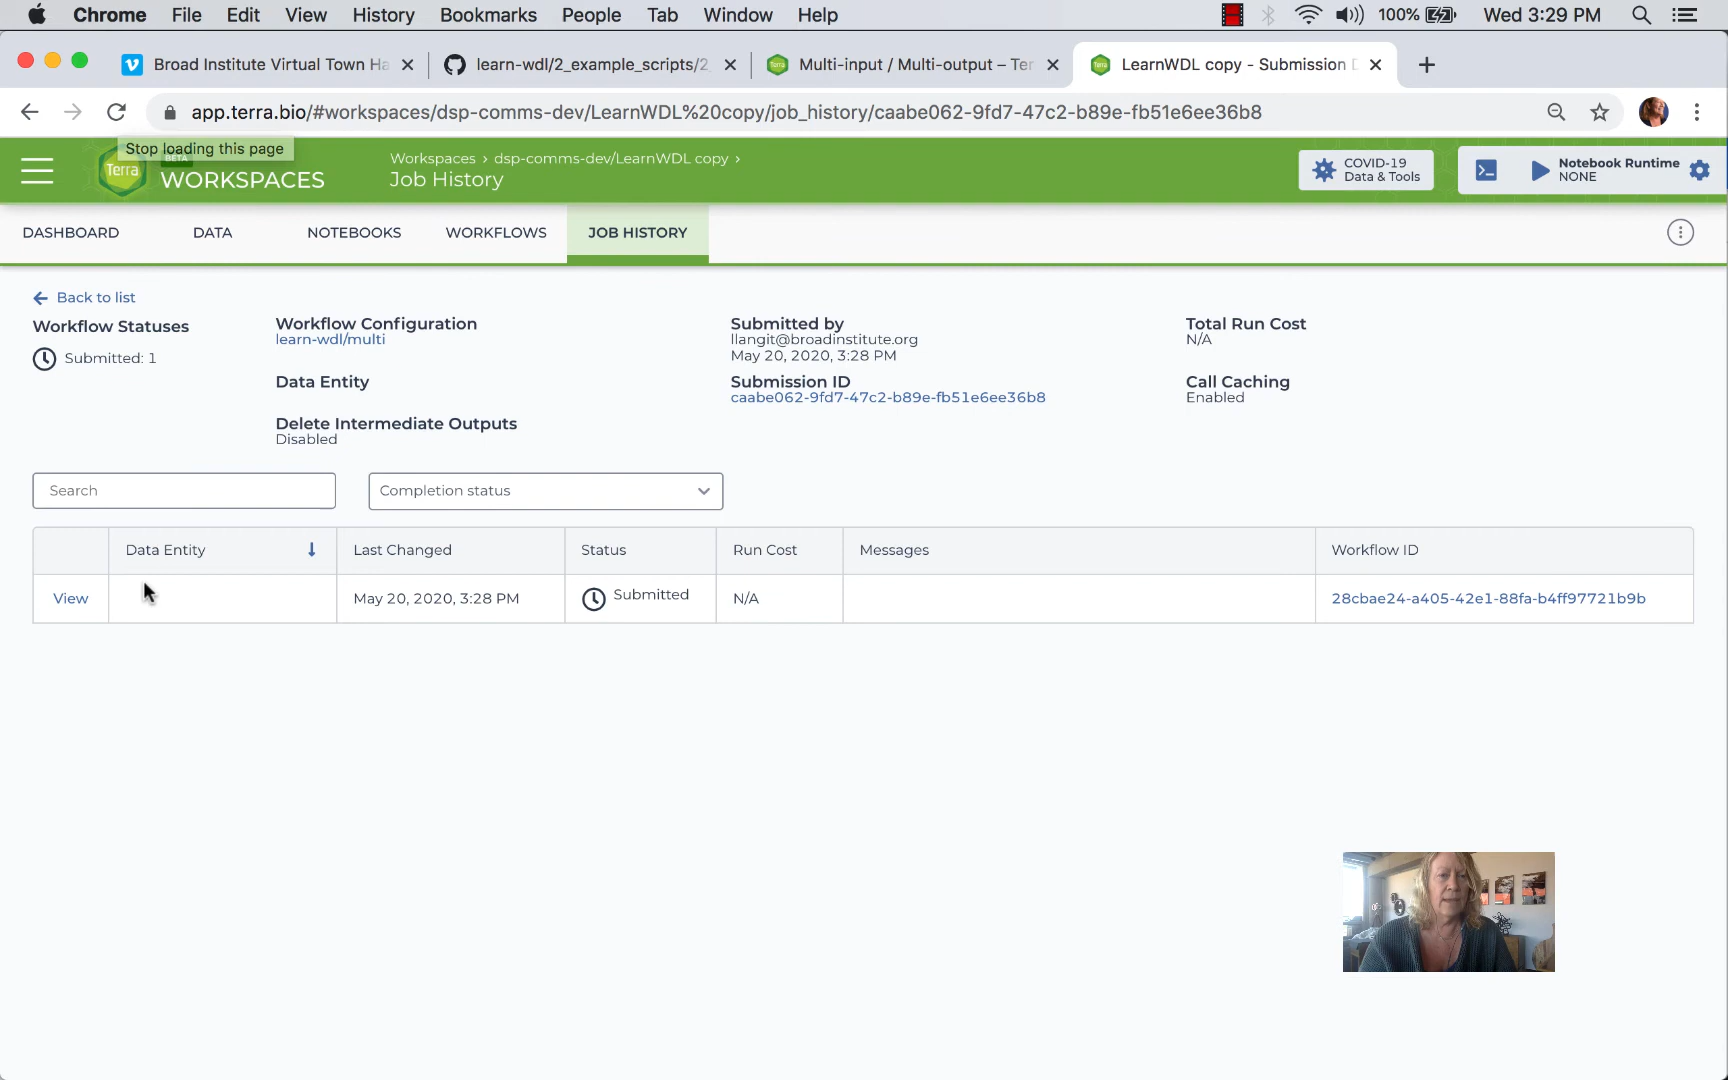 Chrome File Edit View History Bookmarks People Tab Window Help 100% Wed 3:29 PM
Broad Institute Virtual Town Ha learn-wdl/2_example_scripts/2_ Multi-input / Multi-output – Ter LearnWDL copy - Submission D
app.terra.bio/#workspaces/dsp-comms-dev/LearnWDL%20copy/job_history/caabe062-9fd7-47c2-b89e-fb51e6ee36b8
Stop loading this page
Terra BETA WORKSPACES
Workspaces › dsp-comms-dev/LearnWDL copy ›
Job History
COVID-19
Data & Tools
Notebook Runtime
NONE
DASHBOARD DATA NOTEBOOKS WORKFLOWS JOB HISTORY
Back to list
Workflow Statuses
Submitted: 1
Workflow Configuration
learn-wdl/multi
Data Entity
Delete Intermediate Outputs
Disabled
Submitted by
llangit@broadinstitute.org
May 20, 2020, 3:28 PM
Submission ID
caabe062-9fd7-47c2-b89e-fb51e6ee36b8
Total Run Cost
N/A
Call Caching
Enabled
Search Completion status
Data Entity Last Changed Status Run Cost Messages Workflow ID
View May 20, 2020, 3:28 PM Submitted N/A 28cbae24-a405-42e1-88fa-b4ff97721b9b